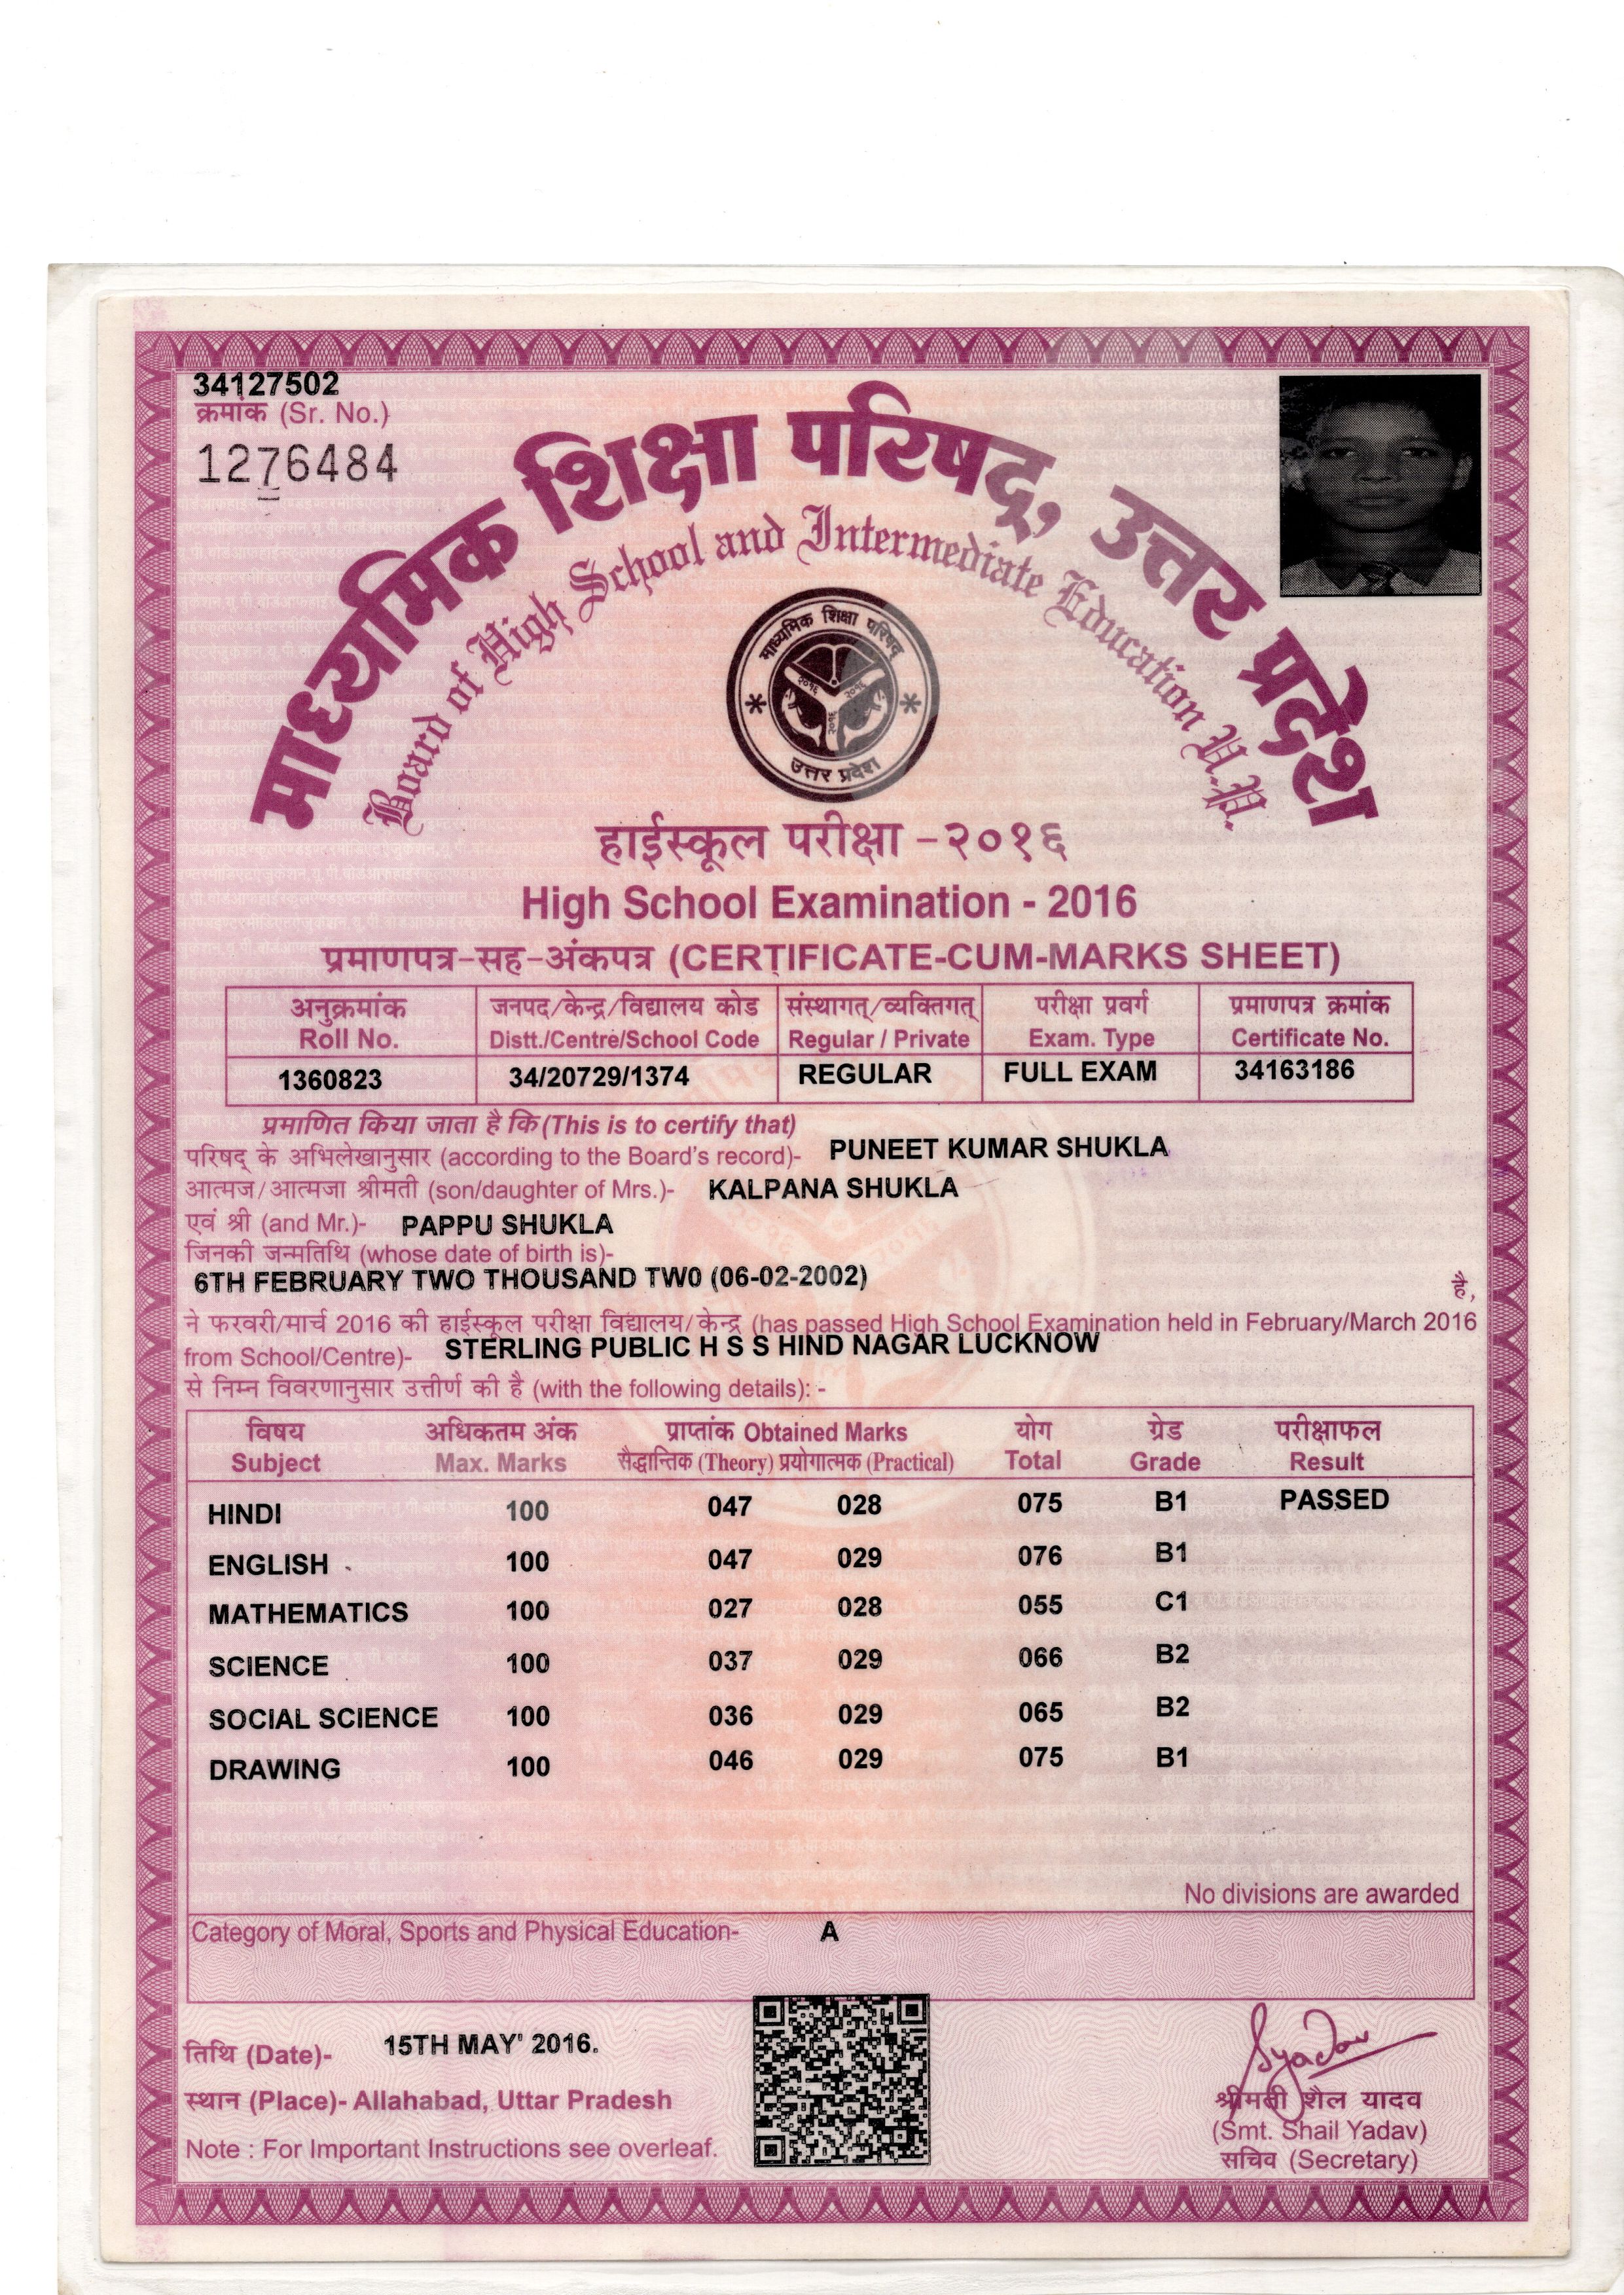 34127502
क्रमांक (Sr. No.)
1276484
माध्यमिक शिक्षा परिषद्, उत्तर प्रदेश
Board of High School and Intermediate Education U.P.
माध्यमिक शिक्षा परिषद्
२०१६ २०१६
२०१६
उत्तर प्रदेश
हाईस्कूल परीक्षा -२०१६
High School Examination - 2016
प्रमाणपत्र-सह-अंकपत्र (CERTIFICATE-CUM-MARKS SHEET)
अनुक्रमांक जनपद/केन्द्र/विद्यालय कोड संस्थागत्/व्यक्तिगत् परीक्षा प्रवर्ग प्रमाणपत्र क्रमांक
Roll No. Distt./Centre/School Code Regular / Private Exam. Type Certificate No.
1360823 34/20729/1374 REGULAR FULL EXAM 34163186
प्रमाणित किया जाता है कि (This is to certify that)
परिषद् के अभिलेखानुसार (according to the Board's record)- PUNEET KUMAR SHUKLA
आत्मज/आत्मजा श्रीमती (son/daughter of Mrs.)- KALPANA SHUKLA
एवं श्री (and Mr.)- PAPPU SHUKLA
जिनकी जन्मतिथि (whose date of birth is)-
6TH FEBRUARY TWO THOUSAND TW0 (06-02-2002) है,
ने फरवरी/मार्च 2016 की हाईस्कूल परीक्षा विद्यालय/केन्द्र (has passed High School Examination held in February/March 2016
from School/Centre)- STERLING PUBLIC H S S HIND NAGAR LUCKNOW
से निम्न विवरणानुसार उत्तीर्ण की है (with the following details): -
विषय अधिकतम अंक प्राप्तांक Obtained Marks योग ग्रेड परीक्षाफल
Subject Max. Marks सैद्धान्तिक (Theory) प्रयोगात्मक (Practical) Total Grade Result
HINDI 100 047 028 075 B1 PASSED
ENGLISH 100 047 029 076 B1
MATHEMATICS 100 027 028 055 C1
SCIENCE 100 037 029 066 B2
SOCIAL SCIENCE 100 036 029 065 B2
DRAWING 100 046 029 075 B1
No divisions are awarded
Category of Moral, Sports and Physical Education- A
तिथि (Date)- 15TH MAY' 2016.
स्थान (Place)- Allahabad, Uttar Pradesh
Note : For Important Instructions see overleaf.
Syadav
श्रीमती शैल यादव
(Smt. Shail Yadav)
सचिव (Secretary)